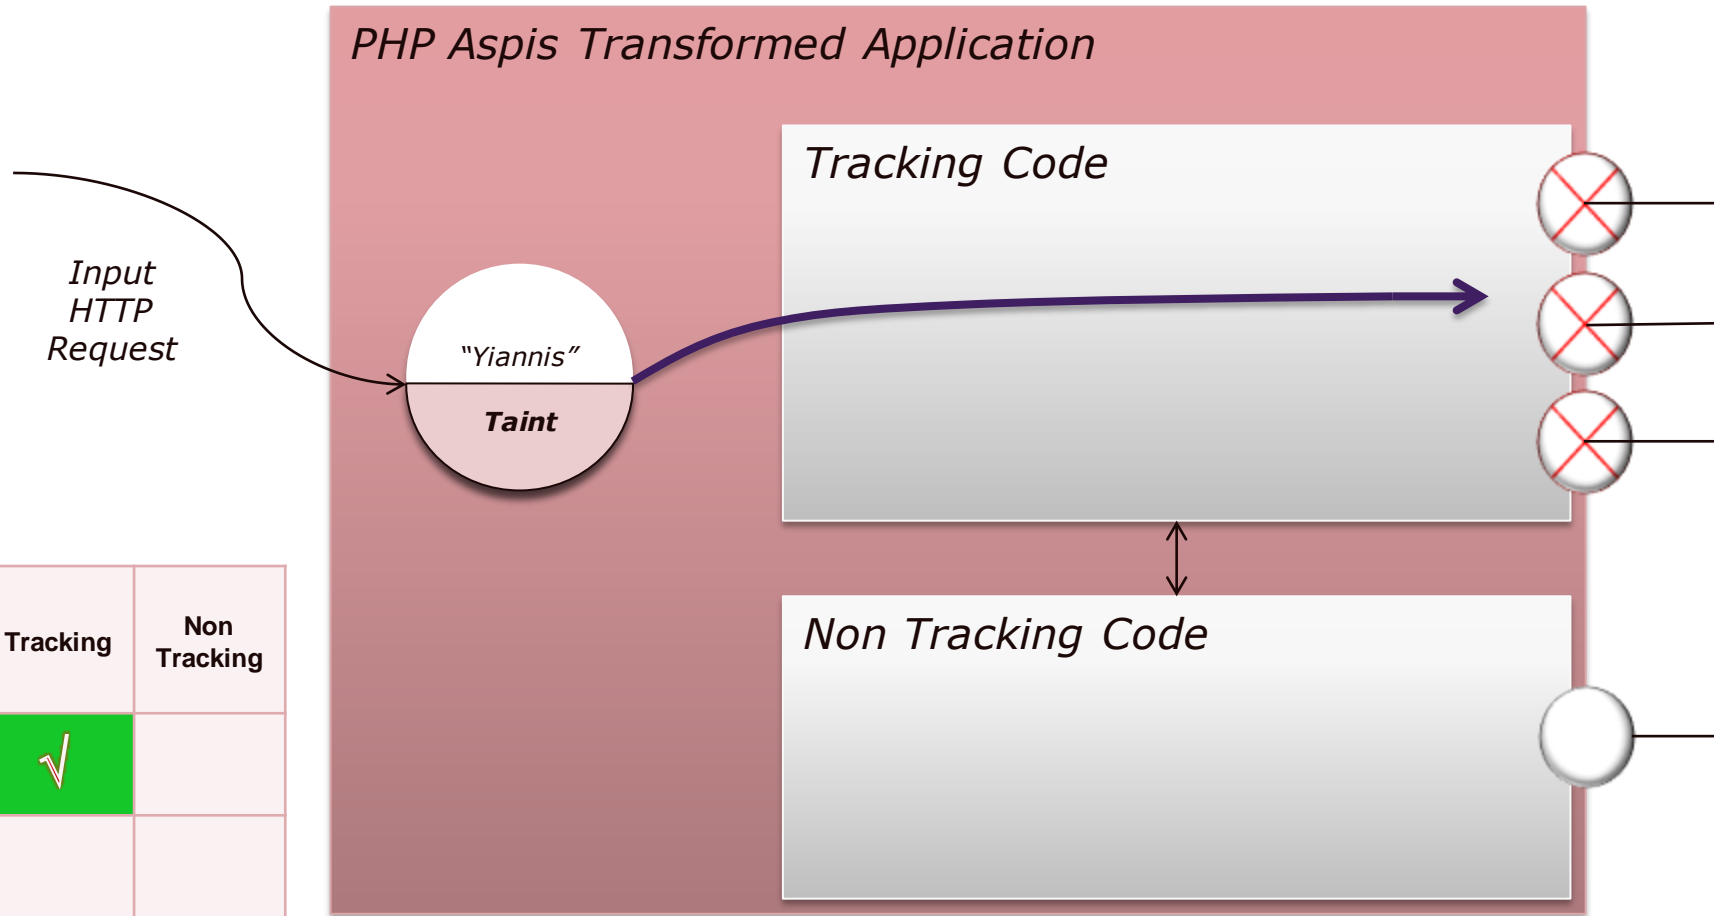 PHP Aspis Transformed Application
Tracking Code
Input
HTTP
Request
“Yiannis”
Taint
Non Tracking Code
Tracking
Non
Tracking
√